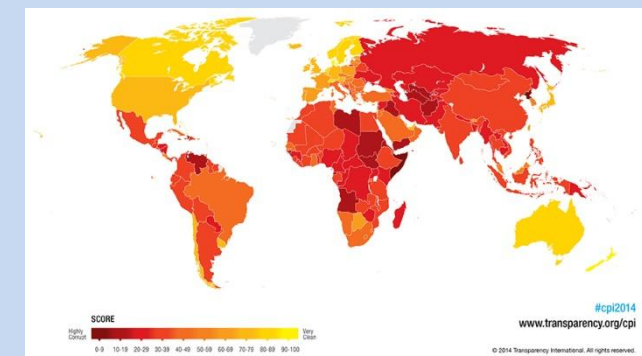 #cpi2014
www.transparency.org/cpi
SCORE
Highly
Corrupt
Very
Clean
0-9 10-19 20-29 30-39 40-49 50-59 60-69 70-79 80-89 90-100
© 2014 Transparency International. All rights reserved.